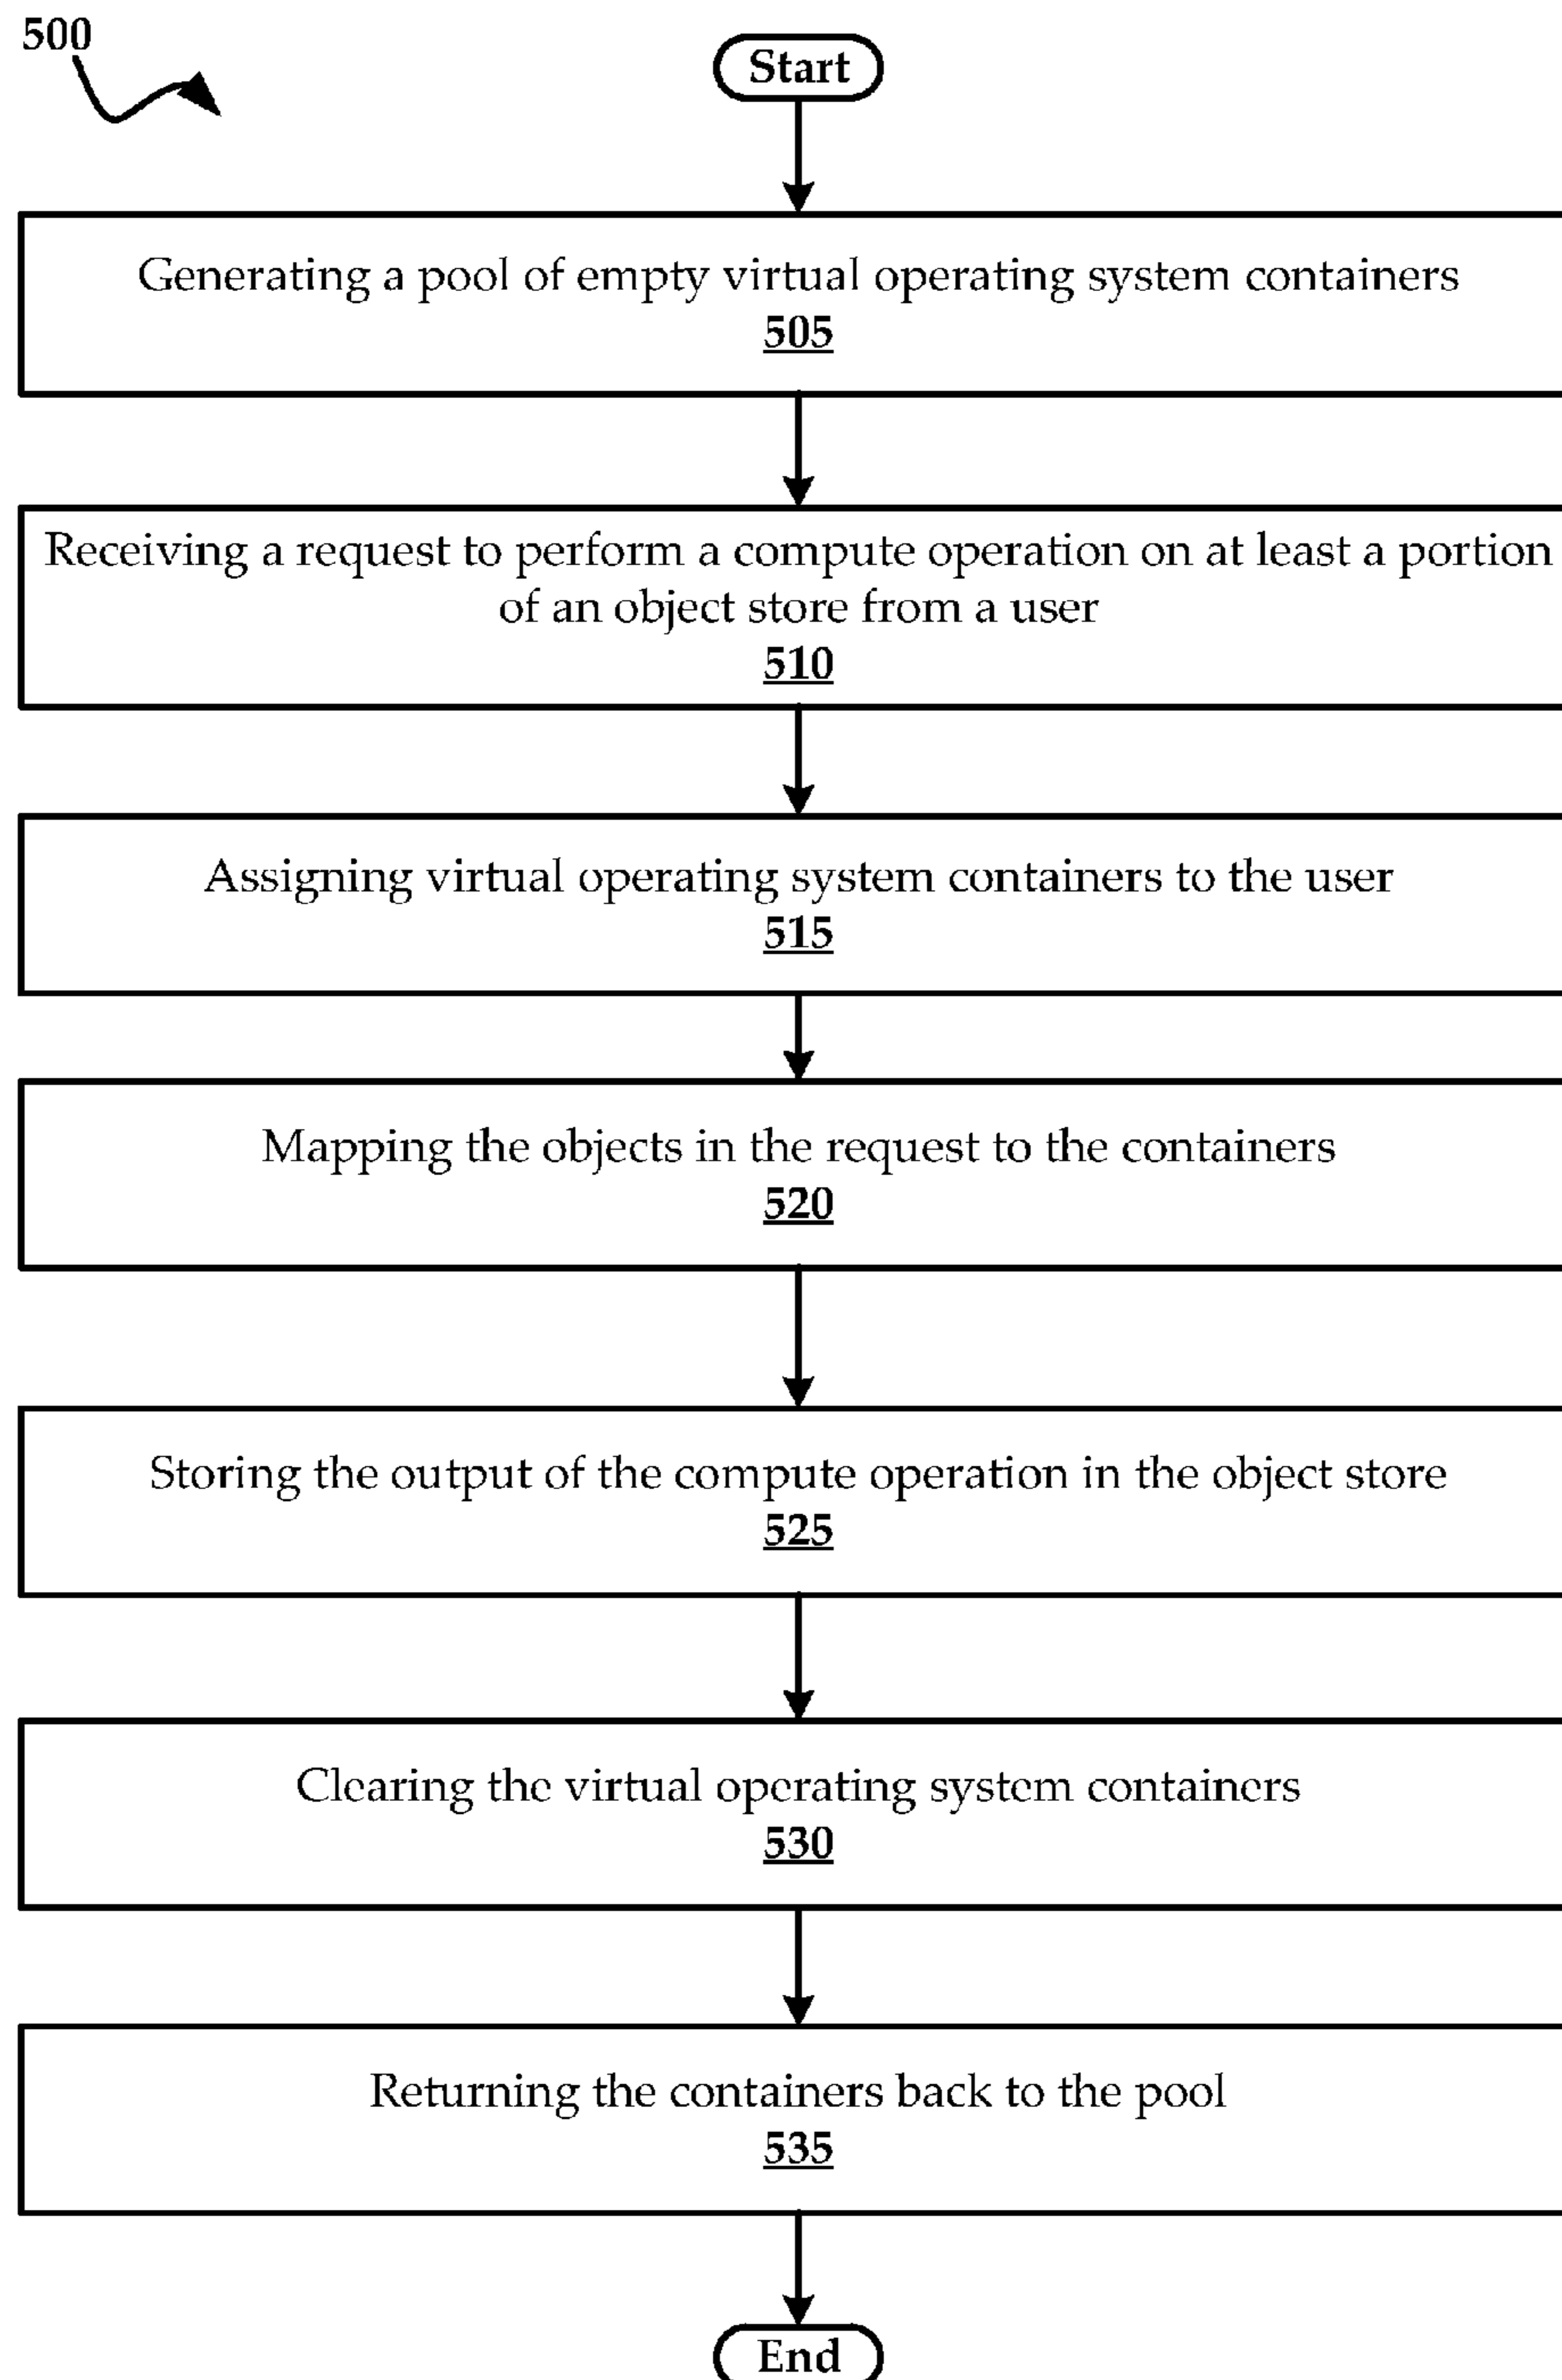 500
Start
Generating a pool of empty virtual operating system containers
505
Receiving a request to perform a compute operation on at least a portion
of an object store from a user
510
Assigning virtual operating system containers to the user
515
Mapping the objects in the request to the containers
520
Storing the output of the compute operation in the object store
525
Clearing the virtual operating system containers
530
Returning the containers back to the pool
535
End